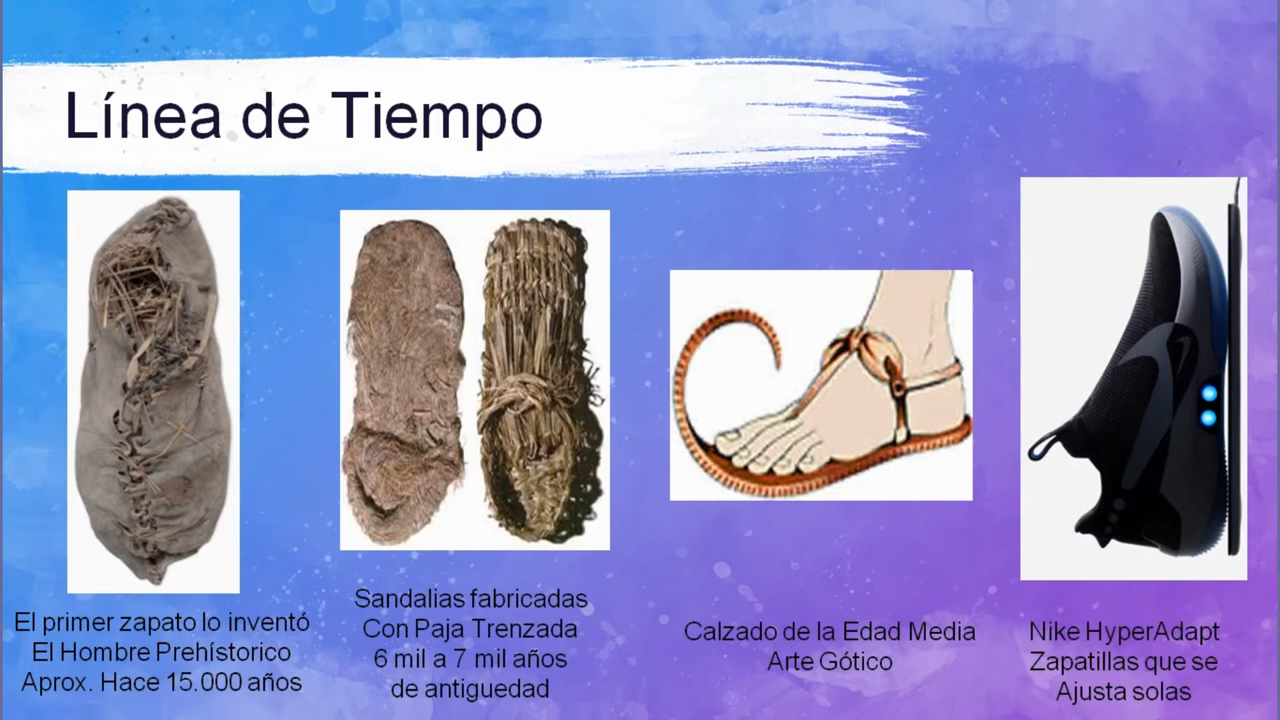 Línea de Tiempo
El primer zapato lo inventó
El Hombre Prehístorico
Aprox. Hace 15.000 años
Sandalias fabricadas
Con Paja Trenzada
6 mil a 7 mil años
de antiguedad
Calzado de la Edad Media
Arte Gótico
Nike HyperAdapt
Zapatillas que se
Ajusta solas